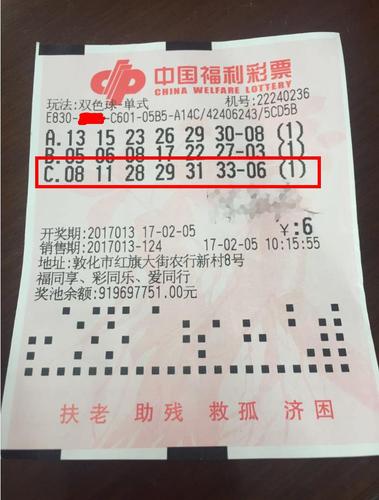 中国福利彩票
CHINA WELFARE LOTTERY
玩法:双色球-单式 机号:22240236
E830- -C601-05B5-A14C/42406243/5CD5B
A.13 15 23 26 29 30-08 (1)
B.05 06 08 17 22 27-03 (1)
C.08 11 28 29 31 33-06 (1)
¥:6
开奖期:2017013 17-02-05
销售期:2017013-124 17-02-05 10:15:55
地址:敦化市红旗大街农行新村8号
福同享、彩同乐、爱同行
奖池余额:919697751.00元
扶老 助残 救孤 济困